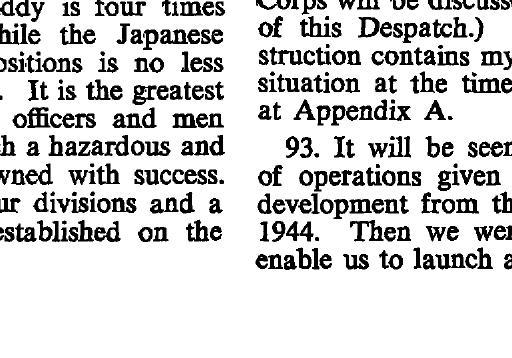 ddy is four times
hile the Japanese
ositions is no less
. It is the greatest
officers and men
h a hazardous and
wned with success.
ur divisions and a
established on the
Corps will be discuss
of this Despatch.)
struction contains my
situation at the time
at Appendix A.
93. It will be seen
of operations given
development from th
1944. Then we wer
enable us to launch a